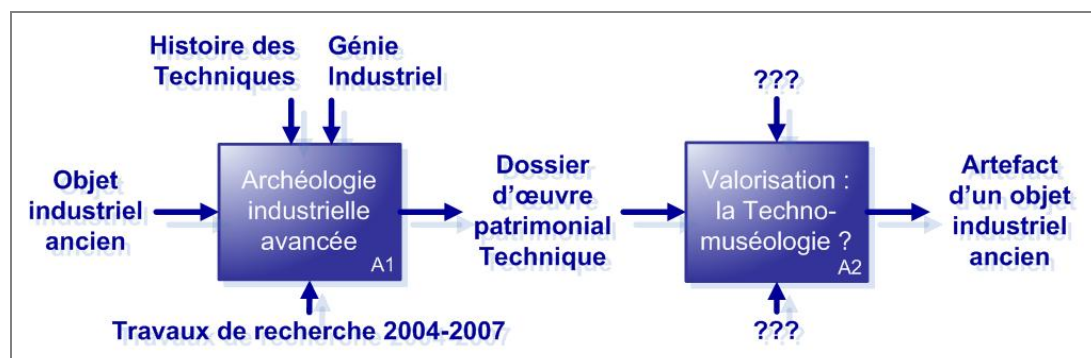 Histoire des
Techniques
Génie
Industriel
???
Objet
industriel
ancien
Archéologie
industrielle
avancée
A1
Dossier
d'œuvre
patrimonial
Technique
Valorisation :
la Techno-
muséologie ?
A2
Artefact
d'un objet
industriel
ancien
Travaux de recherche 2004-2007
???